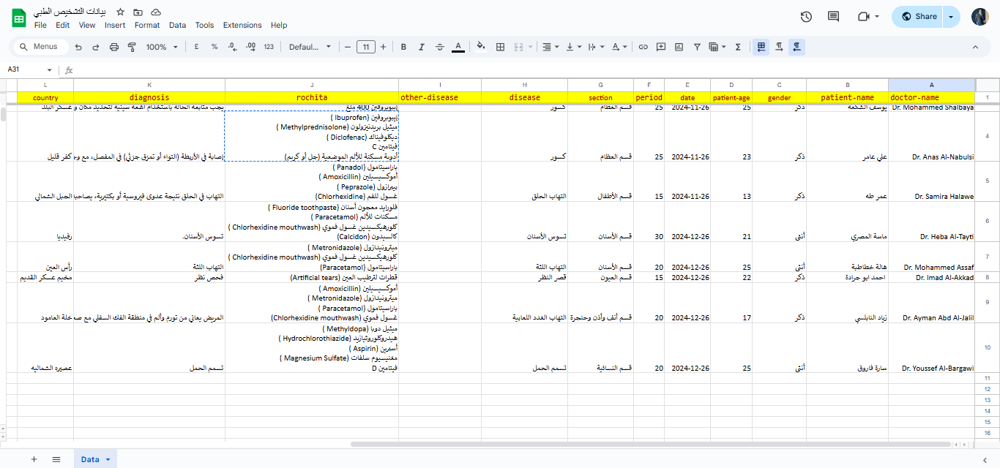 بيانات التشخيص الطبي
File Edit View Insert Format Data Tools Extensions Help
Share
Menus
100%
£ % .0 .00 123
Defaul...
11
A31
fx
A B C D E F G H I J K L
1 doctor-name patient-name gender patient-age date period section disease other-disease rochita diagnosis country
Dr. Mohammed Shalbaya يوسف الشكعة ذكر 25 2024-11-26 25 قسم العظام كسور إيبوبروفين 400 ملغ يجب متابعة الحالة باستخدام أشعة سينية لتحديد مكان و عسكر البلد
إيبوبروفين (Ibuprofen )
ميثيل بريدنيزولون (Methylprednisolone )
ديكلوفيناك (Diclofenac )
فيتامين C
4 Dr. Anas Al-Nabulsi علي عامر ذكر 23 2024-11-26 25 قسم العظام كسور أدوية مسكنة للألم الموضعية (جل أو كريم) إصابة في الأربطة (التواء أو تمزق جزئي) في المفصل، مع وج كفر قليل
باراسيتامول (Panadol )
أموكسيسيلين (Amoxicillin )
بيبرازول (Peprazole )
5 Dr. Samira Halawe عمر طه ذكر 13 2024-11-26 15 قسم الأطفال التهاب الحلق غسول للفم (Chlorhexidine) التهاب في الحلق نتيجة عدوى فيروسية أو بكتيرية، يصاحب الجبل الشمالي
فلورايد معجون أسنان (Fluoride toothpaste )
مسكنات للألم (Paracetamol )
كلورهيكسيدين غسول فموي (Chlorhexidine mouthwash )
6 Dr. Heba Al-Tayti ماسة المصري أنثى 21 2024-12-26 30 قسم الأسنان تسوس الأسنان كالسيدون (Calcidon) تسوس الأسنان. رفيديا
ميترونيدازول (Metronidazole )
كلورهيكسيدين غسول فموي (Chlorhexidine mouthwash )
7 Dr. Mohammed Assaf هالة خطاطبة أنثى 25 2024-12-26 20 قسم الأسنان التهاب اللثة باراسيتامول (Paracetamol) التهاب اللثة رأس العين
8 Dr. Imad Al-Akkad احمد ابو جرادة ذكر 22 2024-12-26 15 قسم العيون قصر النظر قطرات لترطيب العين (Artificial tears) فحص نظر مخيم عسكر القديم
أموكسيسيلين (Amoxicillin )
ميترونيدازول (Metronidazole )
باراسيتامول (Paracetamol )
9 Dr. Ayman Abd Al-Jalil زياد النابلسي ذكر 17 2024-12-26 20 قسم أنف وأذن وحنجرة التهاب الغدد اللعابية غسول فموي (Chlorhexidine mouthwash) المريض يعاني من تورم وألم في منطقة الفك السفلي مع صع خلة العامود
ميثيل دوبا (Methyldopa )
هيدروكلوروثيازيد (Hydrochlorothiazide )
أسبرين (Aspirin )
مغنيسيوم سلفات (Magnesium Sulfate )
10 Dr. Youssef Al-Bargawi سارة فاروق أنثى 25 2024-12-26 20 قسم النسائية تسمم الحمل فيتامين D تسمم الحمل عصيره الشماليه
11
12
13
14
15
16
Data